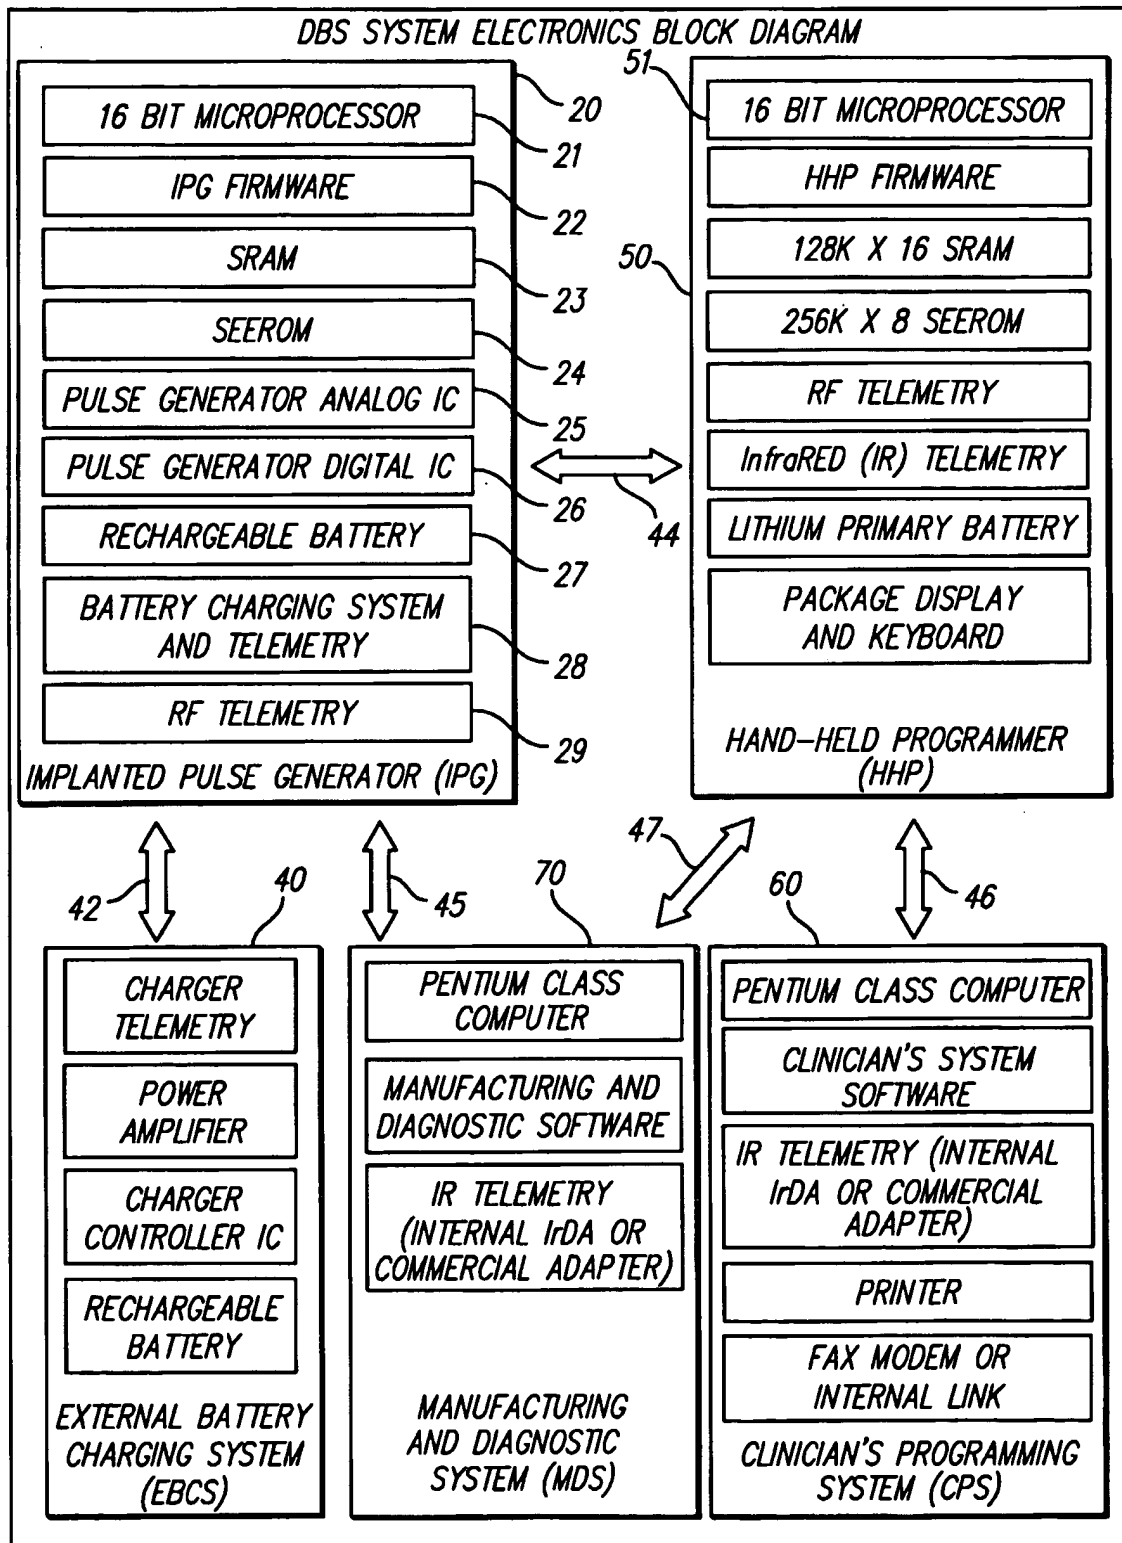 DBS SYSTEM ELECTRONICS BLOCK DIAGRAM
20
16 BIT MICROPROCESSOR
21
IPG FIRMWARE
22
SRAM
23
SEEROM
24
PULSE GENERATOR ANALOG IC
25
PULSE GENERATOR DIGITAL IC
26
RECHARGEABLE BATTERY
27
BATTERY CHARGING SYSTEM
AND TELEMETRY
28
RF TELEMETRY
29
IMPLANTED PULSE GENERATOR (IPG)
44
51
16 BIT MICROPROCESSOR
HHP FIRMWARE
50
128K X 16 SRAM
256K X 8 SEEROM
RF TELEMETRY
InfraRED (IR) TELEMETRY
LITHIUM PRIMARY BATTERY
PACKAGE DISPLAY
AND KEYBOARD
HAND-HELD PROGRAMMER
(HHP)
42
45
47
46
40
CHARGER
TELEMETRY
POWER
AMPLIFIER
CHARGER
CONTROLLER IC
RECHARGEABLE
BATTERY
EXTERNAL BATTERY
CHARGING SYSTEM
(EBCS)
70
PENTIUM CLASS
COMPUTER
MANUFACTURING AND
DIAGNOSTIC SOFTWARE
IR TELEMETRY
(INTERNAL IrDA OR
COMMERCIAL ADAPTER)
MANUFACTURING
AND DIAGNOSTIC
SYSTEM (MDS)
60
PENTIUM CLASS COMPUTER
CLINICIAN'S SYSTEM
SOFTWARE
IR TELEMETRY (INTERNAL
IrDA OR COMMERCIAL
ADAPTER)
PRINTER
FAX MODEM OR
INTERNAL LINK
CLINICIAN'S PROGRAMMING
SYSTEM (CPS)